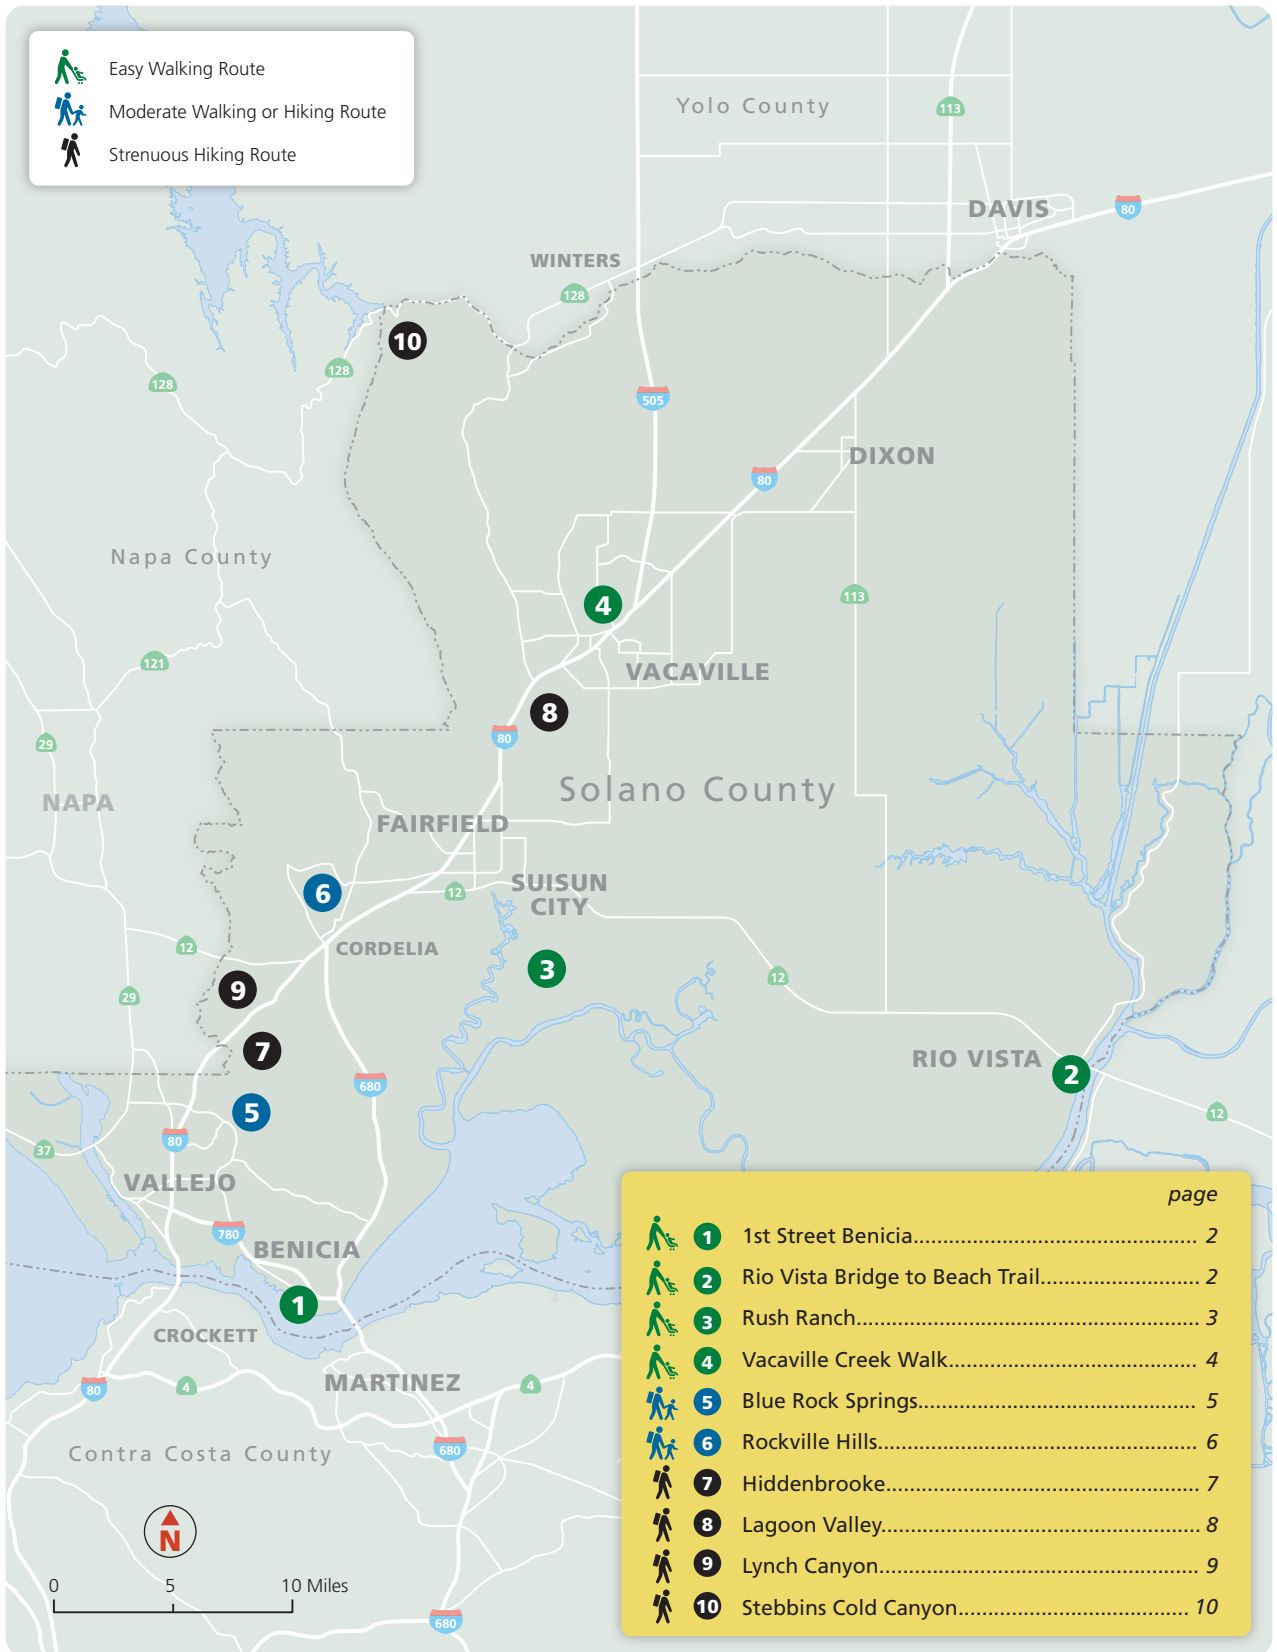 Easy Walking Route
Moderate Walking or Hiking Route
Strenuous Hiking Route
Yolo County
113
DAVIS
80
WINTERS
128
10
128
128
505
DIXON
80
Napa County
4
113
121
VACAVILLE
8
29
80
Solano County
NAPA
FAIRFIELD
6
12
SUISUN
CITY
12
CORDELIA
3
12
9
29
7
RIO VISTA
2
680
5
12
80
37
VALLEJO
780
BENICIA
1
CROCKETT
MARTINEZ
80
4
4
680
Contra Costa County
N
0 5 10 Miles
680
page
1 1st Street Benicia................................................ 2
2 Rio Vista Bridge to Beach Trail........................... 2
3 Rush Ranch.......................................................... 3
4 Vacaville Creek Walk.......................................... 4
5 Blue Rock Springs............................................... 5
6 Rockville Hills...................................................... 6
7 Hiddenbrooke..................................................... 7
8 Lagoon Valley...................................................... 8
9 Lynch Canyon...................................................... 9
10 Stebbins Cold Canyon....................................... 10